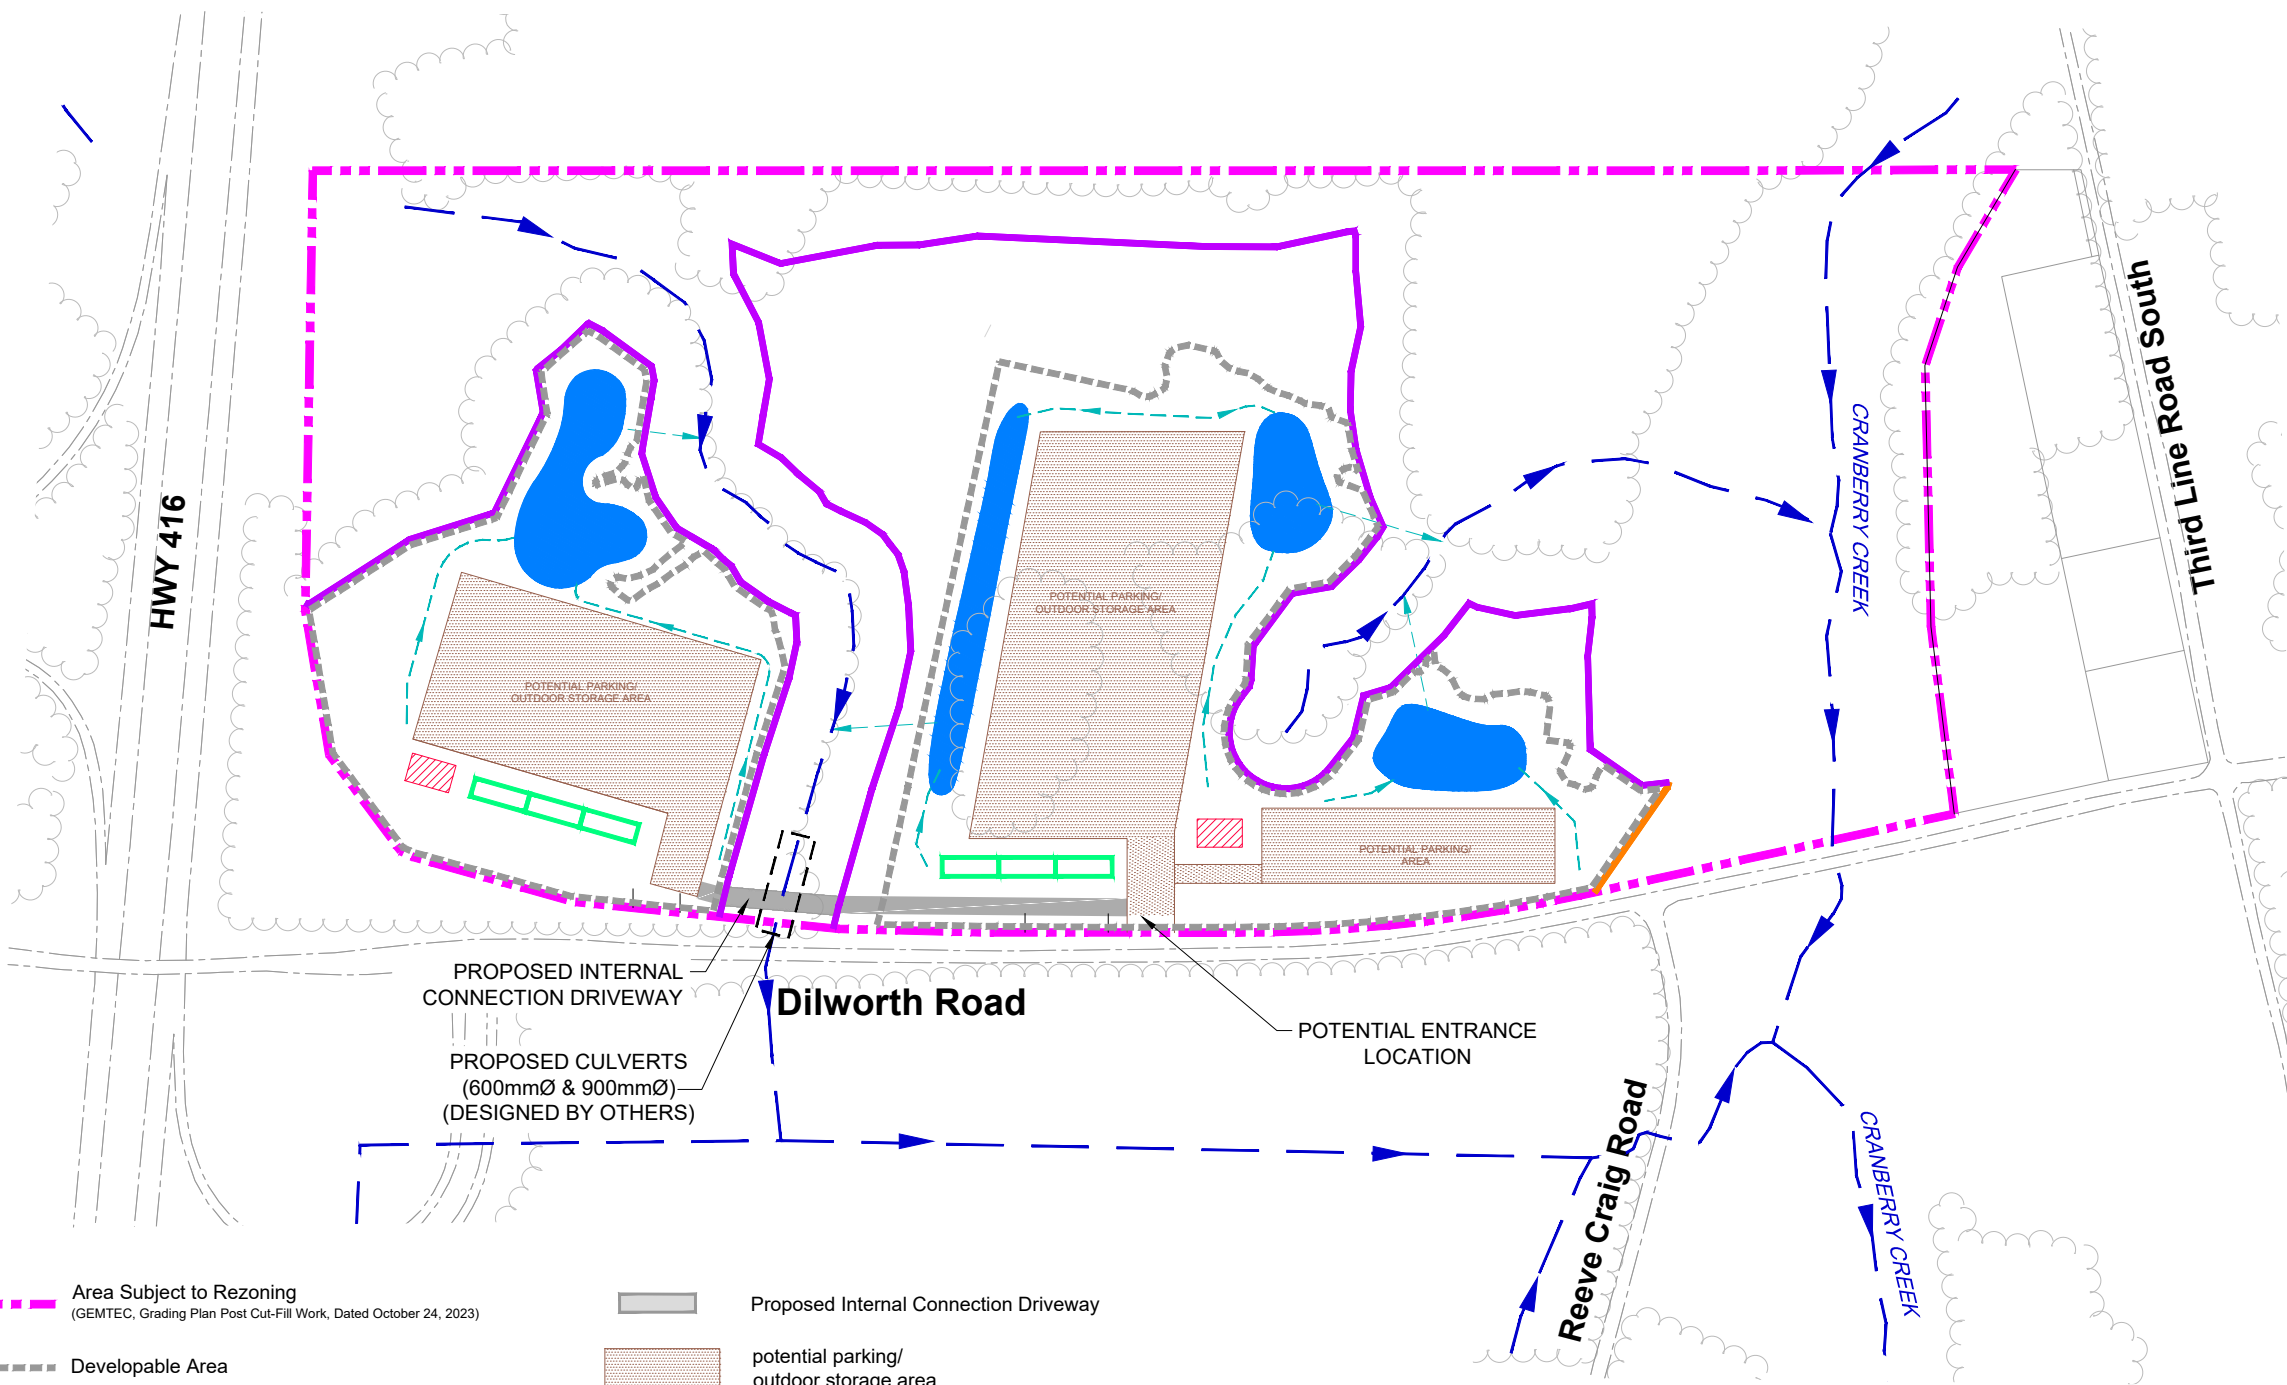 HWY 416
POTENTIAL PARKING/
OUTDOOR STORAGE AREA
POTENTIAL PARKING/
OUTDOOR STORAGE AREA
POTENTIAL PARKING/
AREA
CRANBERRY CREEK
Third Line Road South
PROPOSED INTERNAL
CONNECTION DRIVEWAY
Dilworth Road
PROPOSED CULVERTS
(600mmØ & 900mmØ)
(DESIGNED BY OTHERS)
POTENTIAL ENTRANCE
LOCATION
Reeve Craig Road
CRANBERRY CREEK
Area Subject to Rezoning
(GEMTEC, Grading Plan Post Cut-Fill Work, Dated October 24, 2023)
Developable Area
Proposed Internal Connection Driveway
potential parking/
outdoor storage area